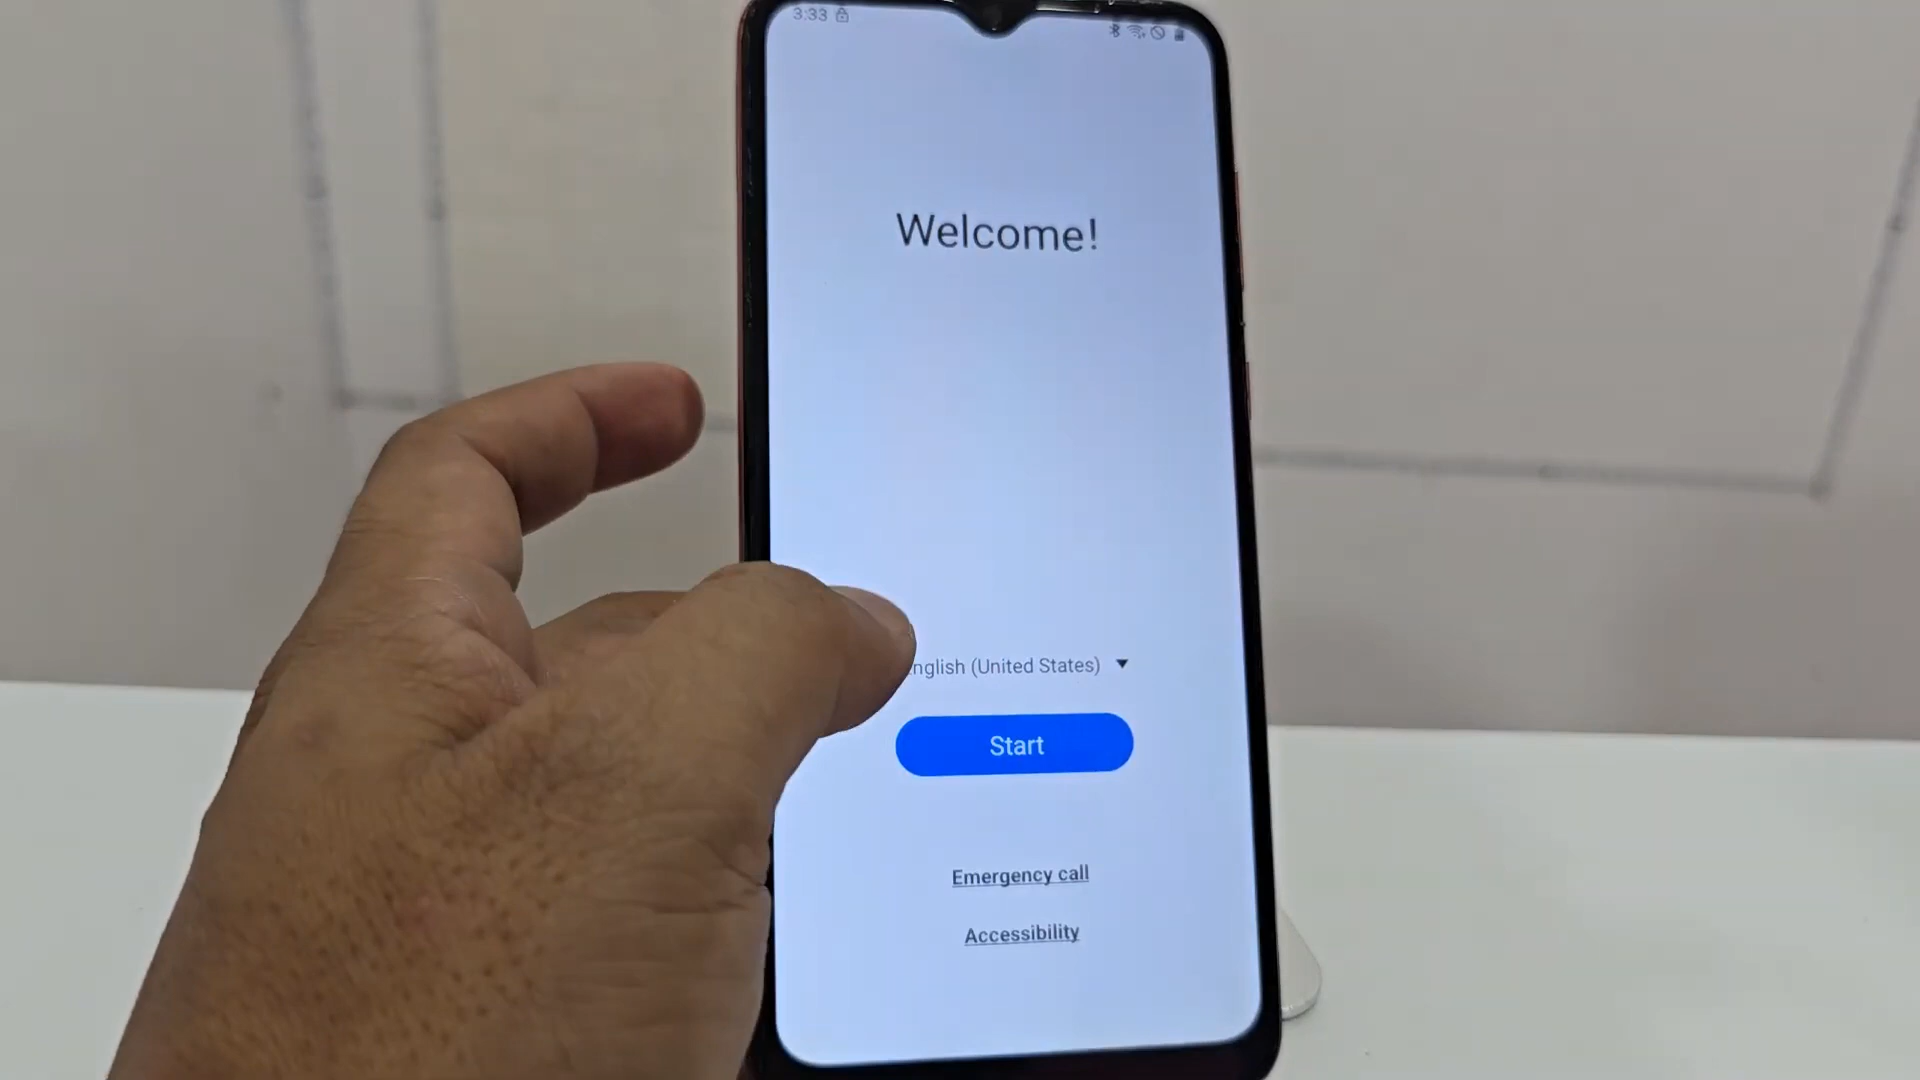 3:33
Welcome!
nglish (United States)
Start
Emergency call
Accessibility